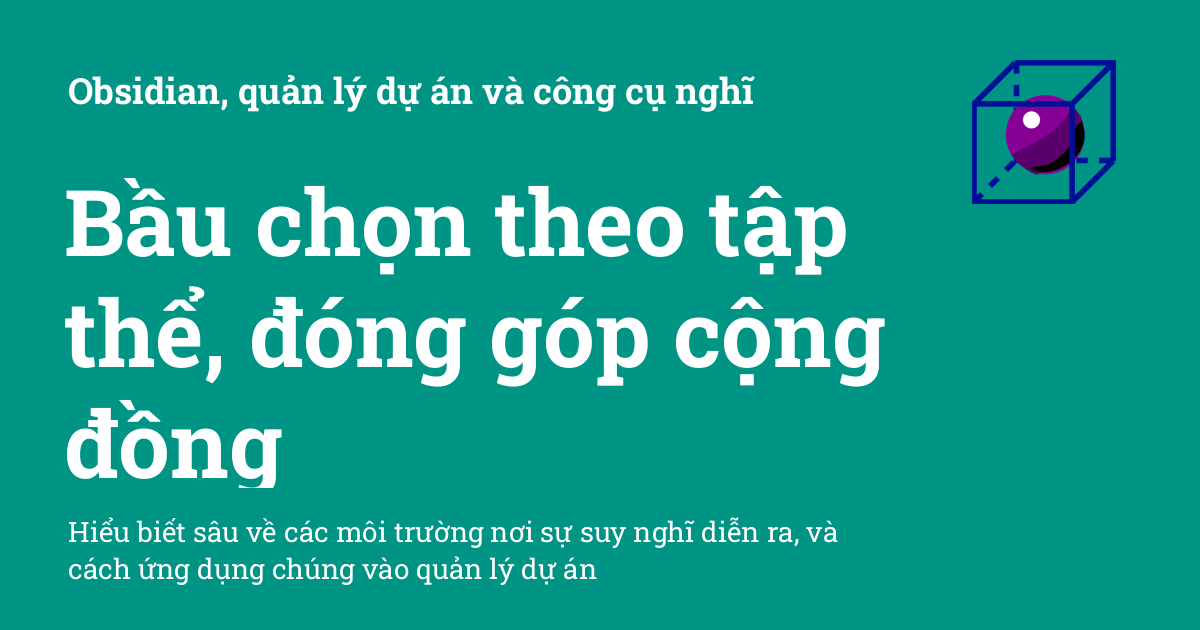 Obsidian, quản lý dự án và công cụ nghĩ
Bầu chọn theo tập
thể, đóng góp cộng
đồng
Hiểu biết sâu về các môi trường nơi sự suy nghĩ diễn ra, và
cách ứng dụng chúng vào quản lý dự án